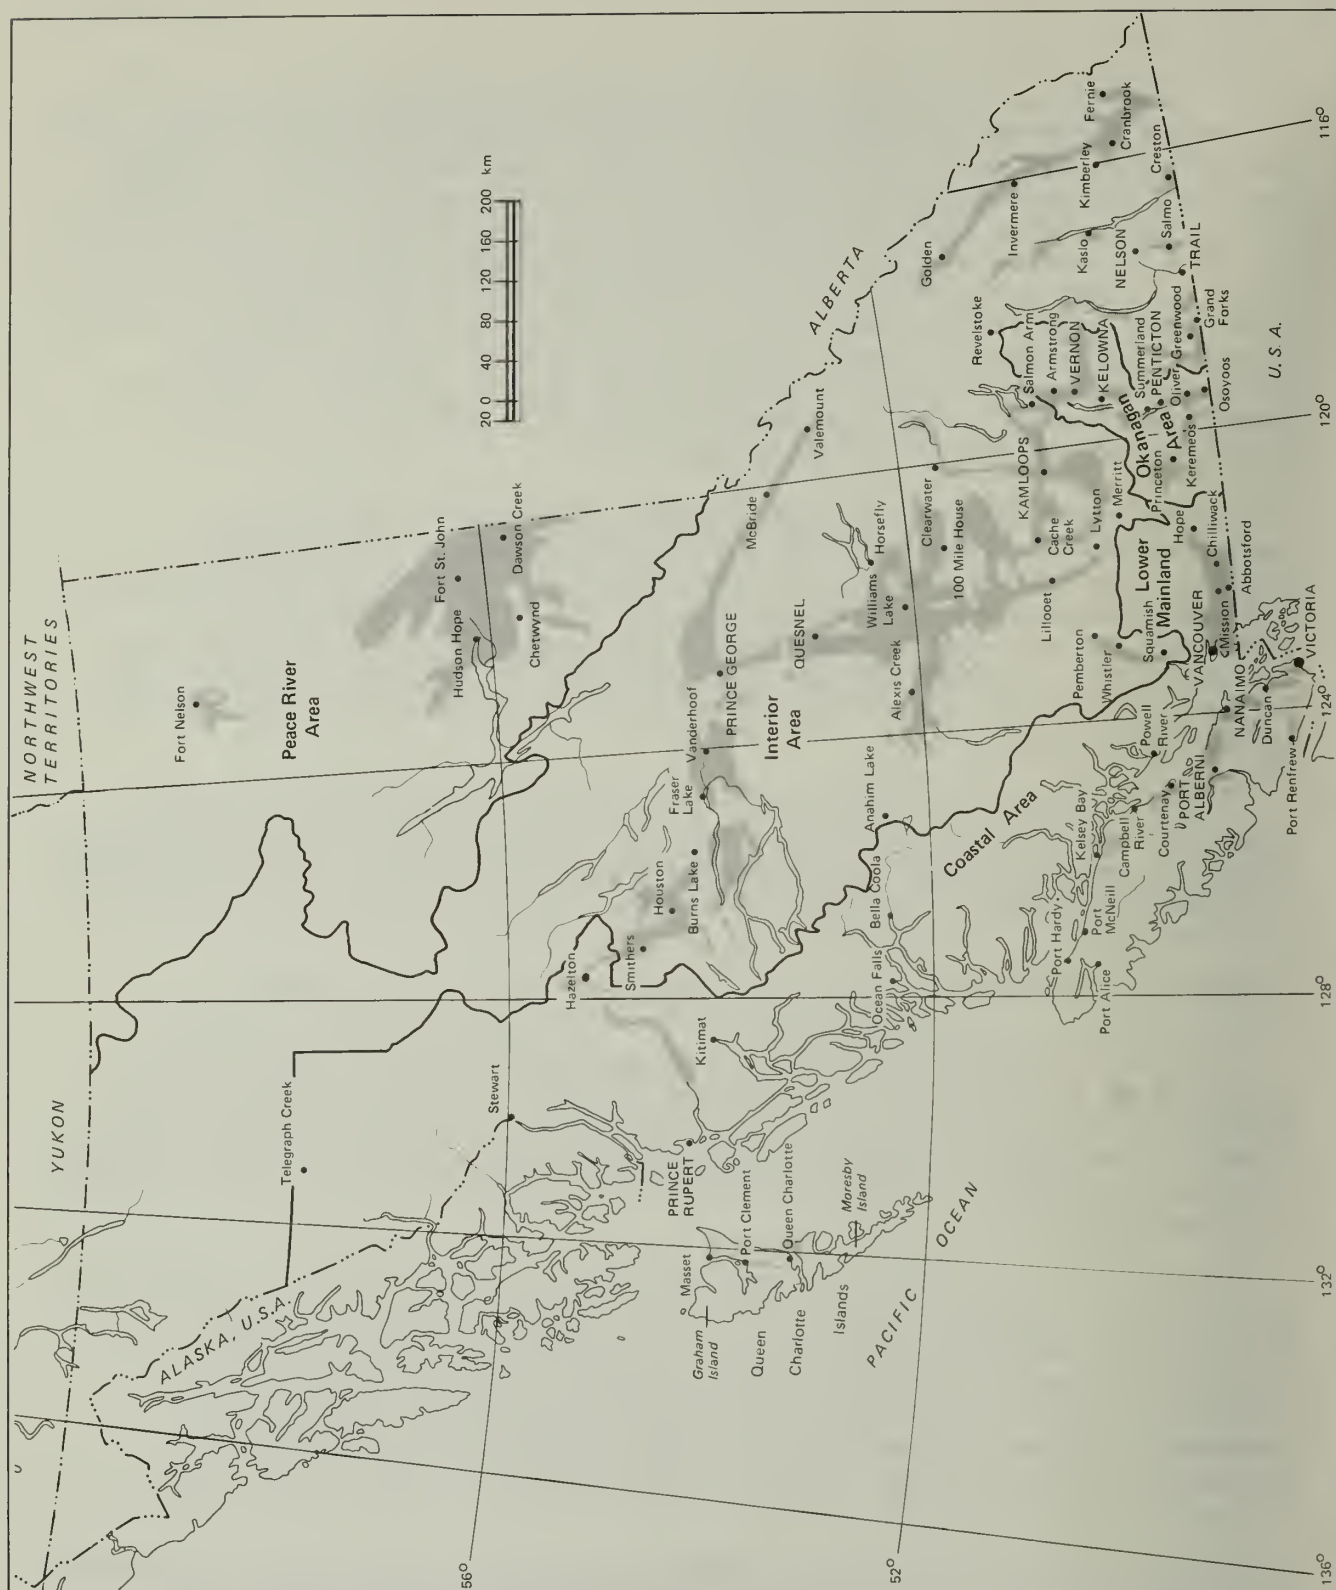 NORTHWEST
TERRITORIES
YUKON
ALASKA, U.S.A.
ALBERTA
U.S.A.
Fort Nelson
Peace River
Area
Telegraph Creek
Fort St. John
Hudson Hope
Dawson Creek
Chetwynd
20 0 40 80 120 160 200 km
56°
Stewart
Hazelton
Smithers
Houston
Burns Lake
Fraser
Lake
Vanderhoof
PRINCE GEORGE
McBride
Valemount
Interior
Area
PRINCE
RUPERT
Kitimat
Masset
Graham
Island
Port Clement
Queen Charlotte
Moresby
Island
Queen
Charlotte
Islands
PACIFIC
OCEAN
QUESNEL
Williams
Lake
Horsefly
Alexis Creek
Anahim Lake
Bella Coola
Ocean Falls
52°
Coastal Area
Clearwater
100 Mile House
KAMLOOPS
Cache
Creek
Lytton
Lillooet
Merritt
Golden
Revelstoke
Invermere
Kimberley
Fernie
Cranbrook
Creston
Kaslo
NELSON
Salmo
TRAIL
Salmon Arm
Armstrong
VERNON
KELOWNA
Summerland
PENTICTON
Oliver
Greenwood
Grand
Forks
Osoyoos
Okanagan
Area
Princeton
Keremeos
Lower
Mainland
Hope
Chilliwack
Abbotsford
Mission
Pemberton
Whistler
Squamish
VANCOUVER
Powell
River
Kelsey Bay
Campbell
River
Courtenay
PORT
ALBERNI
Port Hardy
Port
McNeill
Port Alice
NANAIMO
Duncan
VICTORIA
Port Renfrew
136°
132°
128°
124°
120°
116°